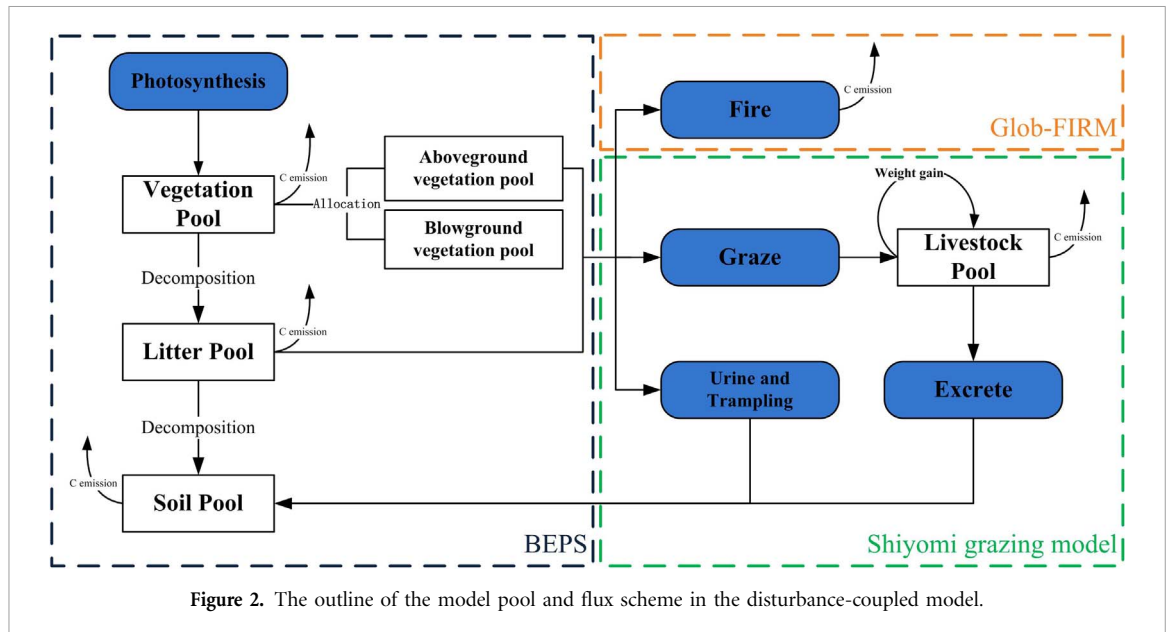 Photosynthesis
C emission
Vegetation
Pool
Allocation
Aboveground
vegetation pool
Blowground
vegetation pool
Decomposition
C emission
Litter Pool
Decomposition
C emission
Soil Pool
BEPS
Fire
C emission
Glob-FIRM
Weight gain
Graze
Livestock
Pool
C emission
Urine and
Trampling
Excrete
Shiyomi grazing model
Figure 2. The outline of the model pool and flux scheme in the disturbance-coupled model.